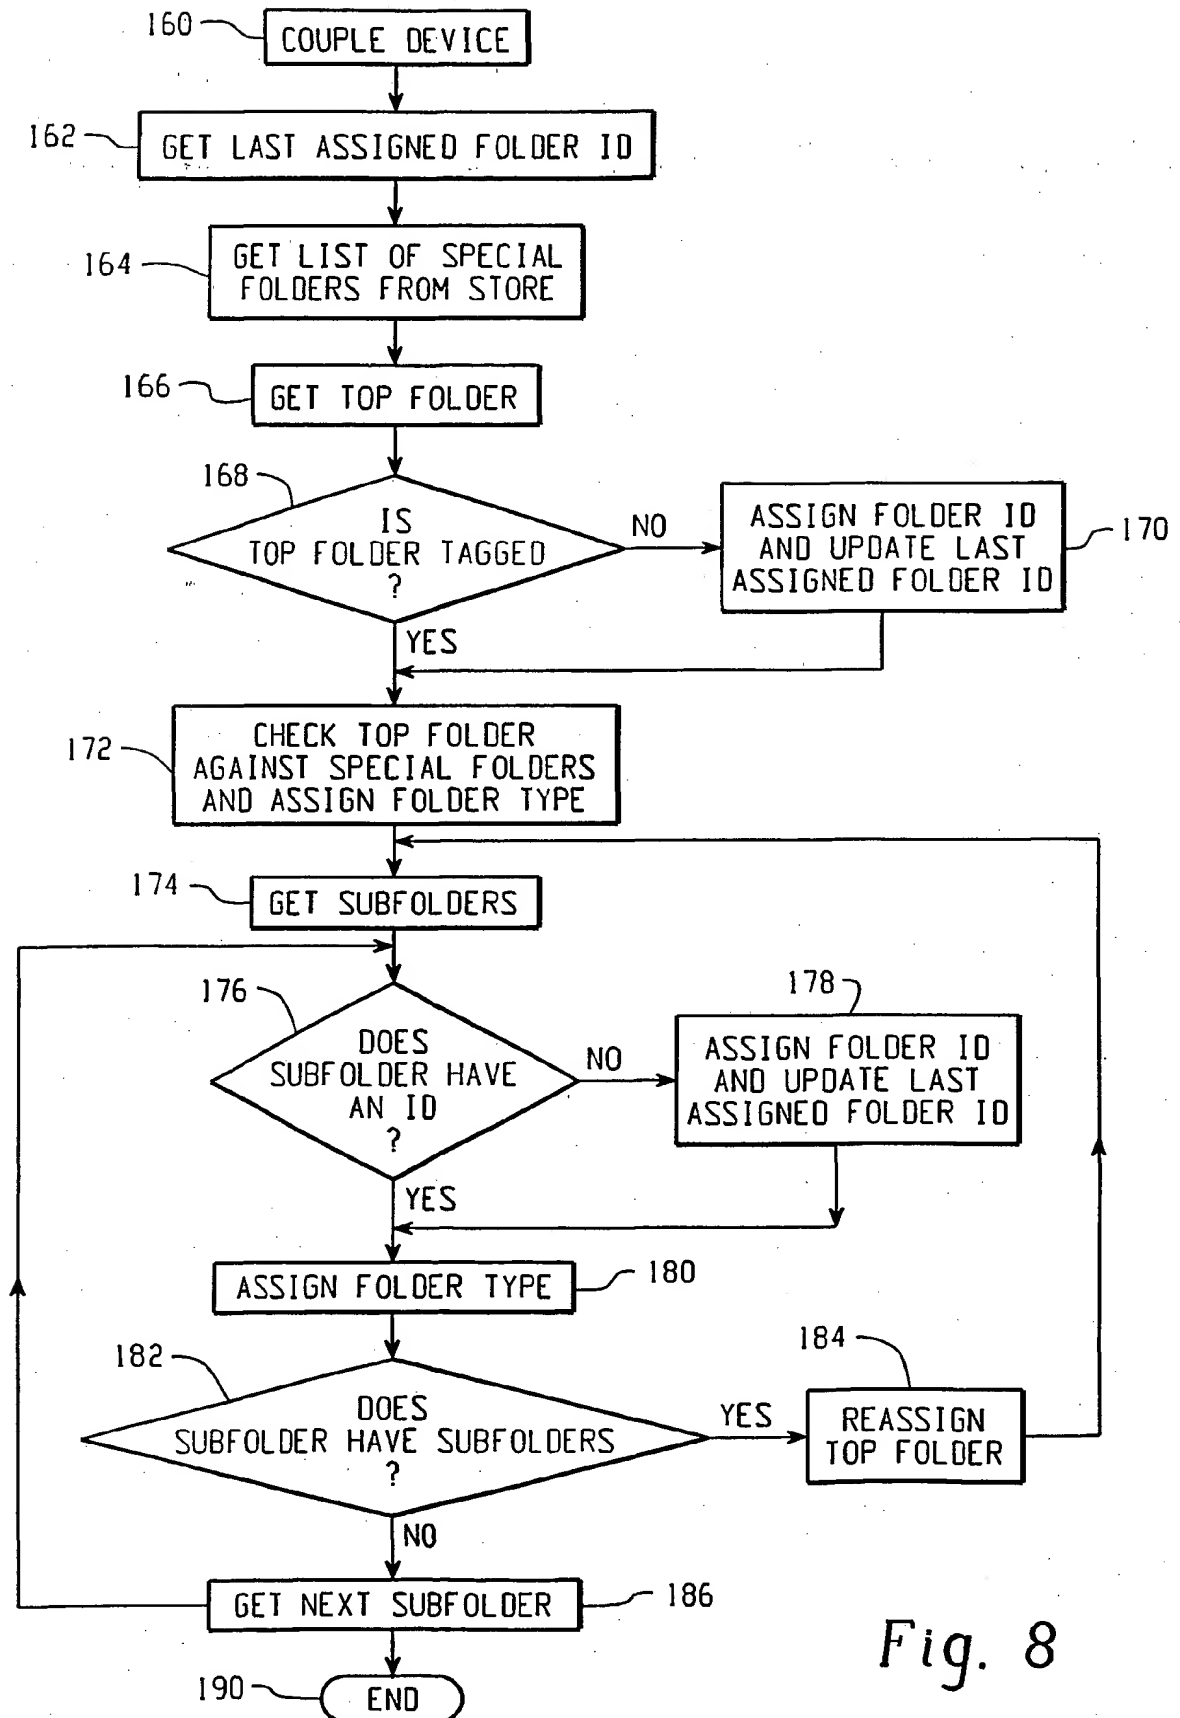 160
COUPLE DEVICE
162
GET LAST ASSIGNED FOLDER ID
164
GET LIST OF SPECIAL
FOLDERS FROM STORE
166
GET TOP FOLDER
168
IS
TOP FOLDER TAGGED
?
NO
ASSIGN FOLDER ID
AND UPDATE LAST
ASSIGNED FOLDER ID
170
YES
172
CHECK TOP FOLDER
AGAINST SPECIAL FOLDERS
AND ASSIGN FOLDER TYPE
174
GET SUBFOLDERS
176
DOES
SUBFOLDER HAVE
AN ID
?
NO
178
ASSIGN FOLDER ID
AND UPDATE LAST
ASSIGNED FOLDER ID
YES
ASSIGN FOLDER TYPE
180
182
DOES
SUBFOLDER HAVE SUBFOLDERS
?
YES
184
REASSIGN
TOP FOLDER
NO
GET NEXT SUBFOLDER
186
190
END
Fig. 8